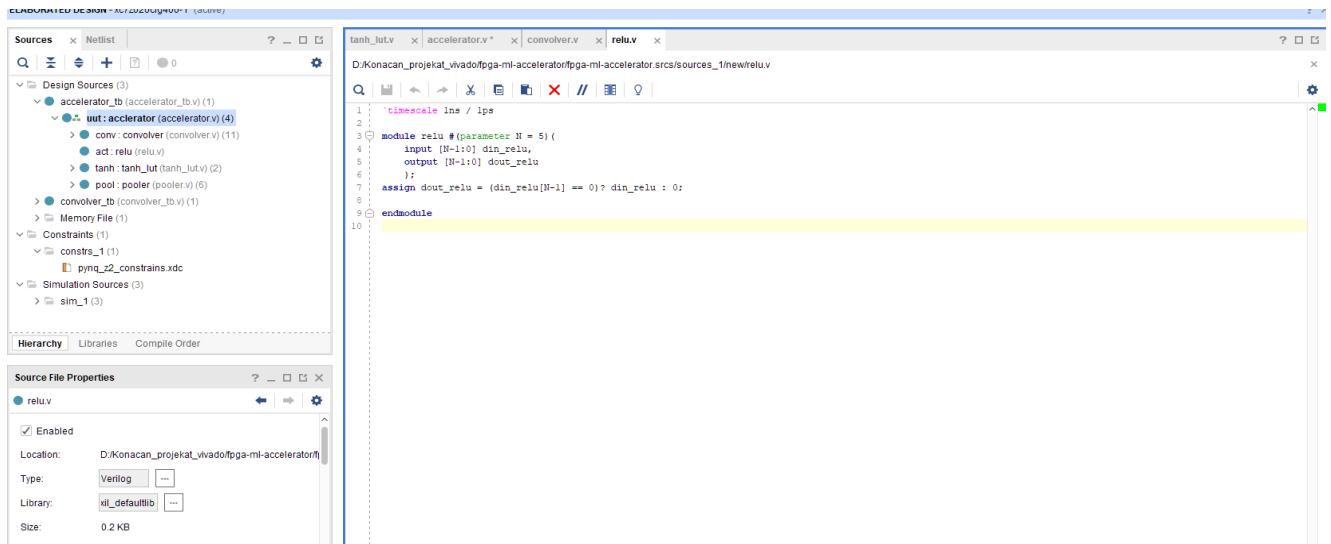 ELABORATED DESIGN - xc7z020clg400-1 (active)
Sources
Netlist
0
Design Sources (3)
accelerator_tb (accelerator_tb.v) (1)
uut : acclerator (accelerator.v) (4)
conv : convolver (convolver.v) (11)
act : relu (relu.v)
tanh : tanh_lut (tanh_lut.v) (2)
pool : pooler (pooler.v) (6)
convolver_tb (convolver_tb.v) (1)
Memory File (1)
Constraints (1)
constrs_1 (1)
pynq_z2_constrains.xdc
Simulation Sources (3)
sim_1 (3)
Hierarchy Libraries Compile Order
Source File Properties
relu.v
Enabled
Location: D:/Konacan_projekat_vivado/fpga-ml-accelerator/f
Type: Verilog
Library: xil_defaultlib
Size: 0.2 KB
tanh_lut.v accelerator.v * convolver.v relu.v
D:/Konacan_projekat_vivado/fpga-ml-accelerator/fpga-ml-accelerator.srcs/sources_1/new/relu.v
1 `timescale 1ns / 1ps
2
3 module relu #(parameter N = 5)(
4 input [N-1:0] din_relu,
5 output [N-1:0] dout_relu
6 );
7 assign dout_relu = (din_relu[N-1] == 0)? din_relu : 0;
8
9 endmodule
10